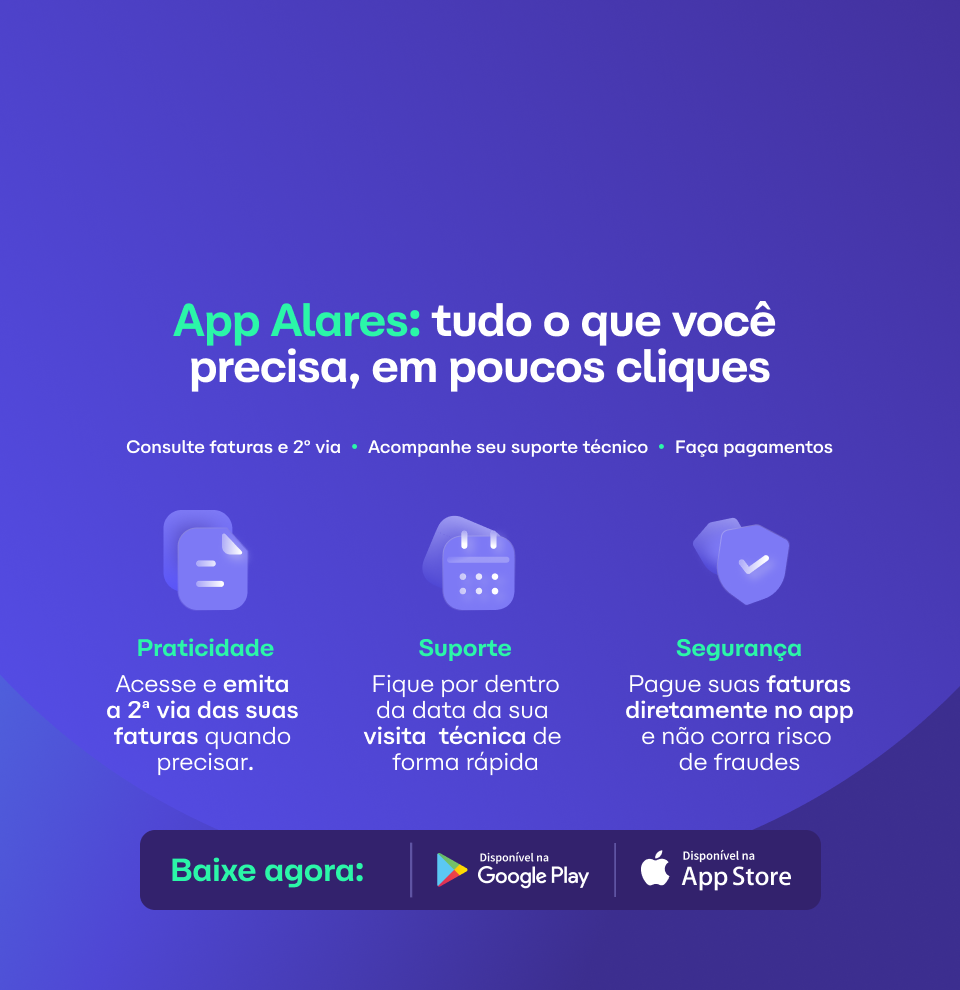 App Alares: tudo o que você
precisa, em poucos cliques
Consulte faturas e 2º via • Acompanhe seu suporte técnico • Faça pagamentos
Praticidade
Acesse e emita
a 2ª via das suas
faturas quando
precisar.
Suporte
Fique por dentro
da data da sua
visita técnica de
forma rápida
Segurança
Pague suas faturas
diretamente no app
e não corra risco
de fraudes
Baixe agora:
Disponível na
Google Play
Disponível na
App Store